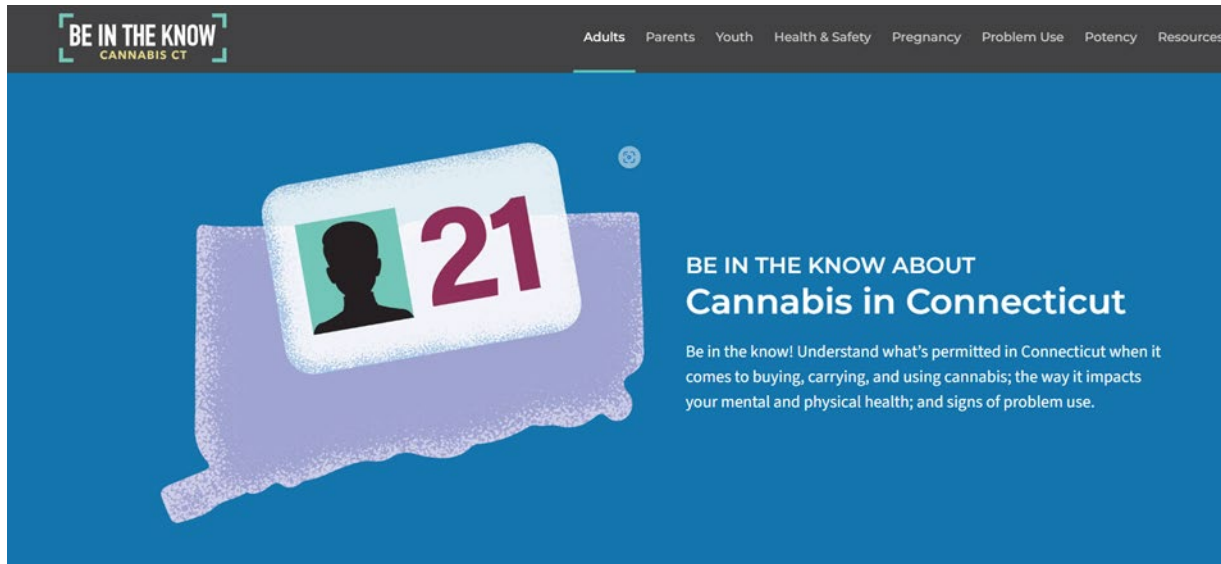 BE IN THE KNOW
CANNABIS CT
Adults Parents Youth Health & Safety Pregnancy Problem Use Potency Resources
21
BE IN THE KNOW ABOUT
Cannabis in Connecticut
Be in the know! Understand what's permitted in Connecticut when it
comes to buying, carrying, and using cannabis; the way it impacts
your mental and physical health; and signs of problem use.